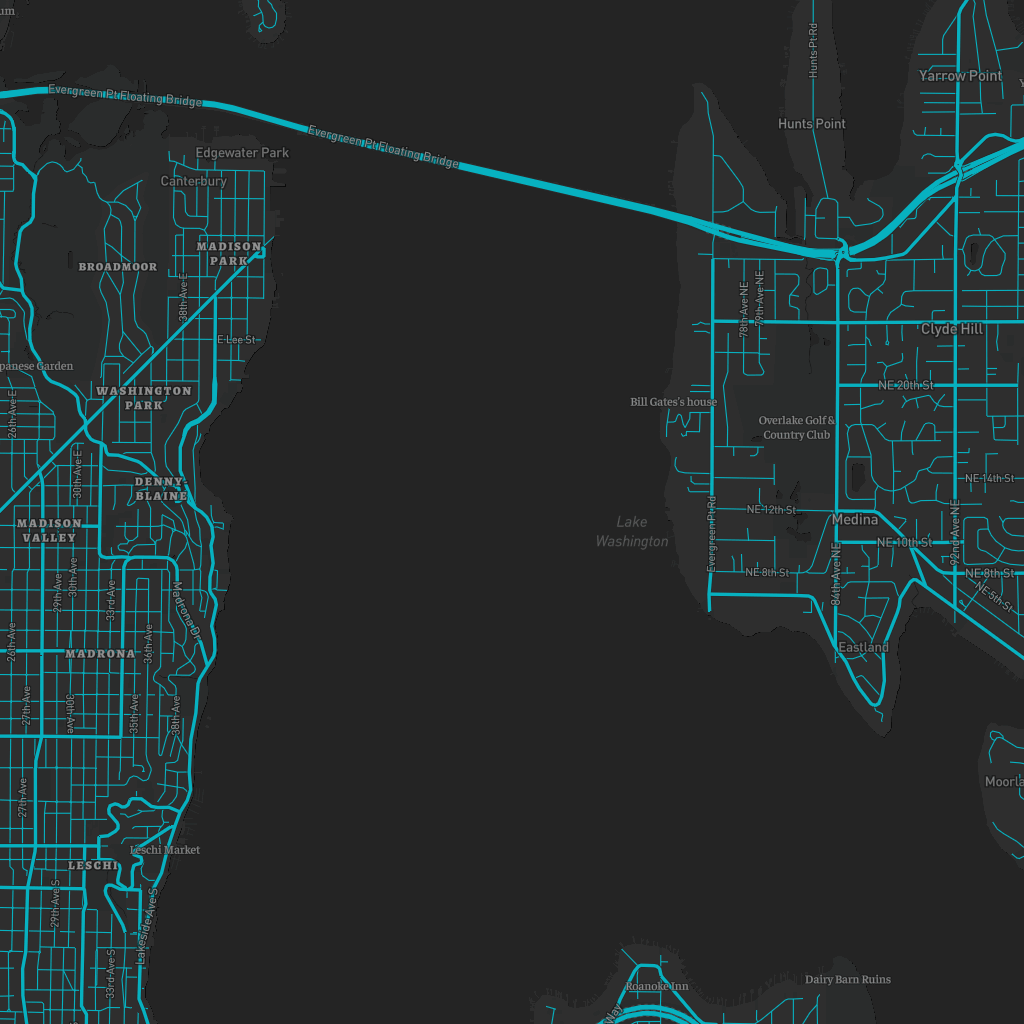 um
Evergreen Pt Floating Bridge
Evergreen Pt Floating Bridge
Hunts Pt Rd
Yarrow Point
Y
Hunts Point
Edgewater Park
Canterbury
MADISON
PARK
BROADMOOR
38th Ave E
E Lee St
78th Ave NE
79th Ave NE
Clyde Hill
panese Garden
WASHINGTON
PARK
26th Ave E
NE 20th St
Bill Gates's house
Overlake Golf &
Country Club
30th Ave E
DENNY-
BLAINE
NE 14th St
MADISON
VALLEY
Lake
Washington
Evergreen Pt Rd
NE 12th St
Medina
92nd Ave NE
NE 10th St
29th Ave
30th Ave
33rd Ave
Madrona Dr
NE 8th St
84th Ave NE
NE 8th St
NE 5th St
26th Ave
MADRONA
36th Ave
Eastland
27th Ave
30th Ave
35th Ave
38th Ave
27th Ave
Moorla
Leschi Market
LESCHI
29th Ave S
Lakeside Ave S
33rd Ave S
Roanoke Inn
Dairy Barn Ruins
Way
S